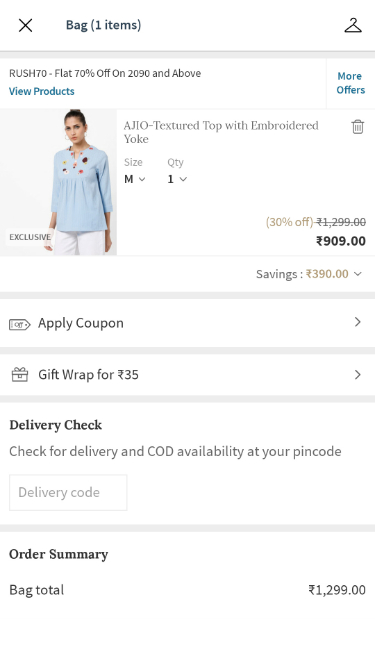 Bag (1 items)
RUSH70 - Flat 70% Off On 2090 and Above
View Products
More
Offers
AJIO-Textured Top with Embroidered
Yoke
Size
Qty
M
1
EXCLUSIVE
(30% off) ₹1,299.00
₹909.00
Savings : ₹390.00
Off
Apply Coupon
Gift Wrap for ₹35
Delivery Check
Check for delivery and COD availability at your pincode
Delivery code
Order Summary
Bag total
₹1,299.00